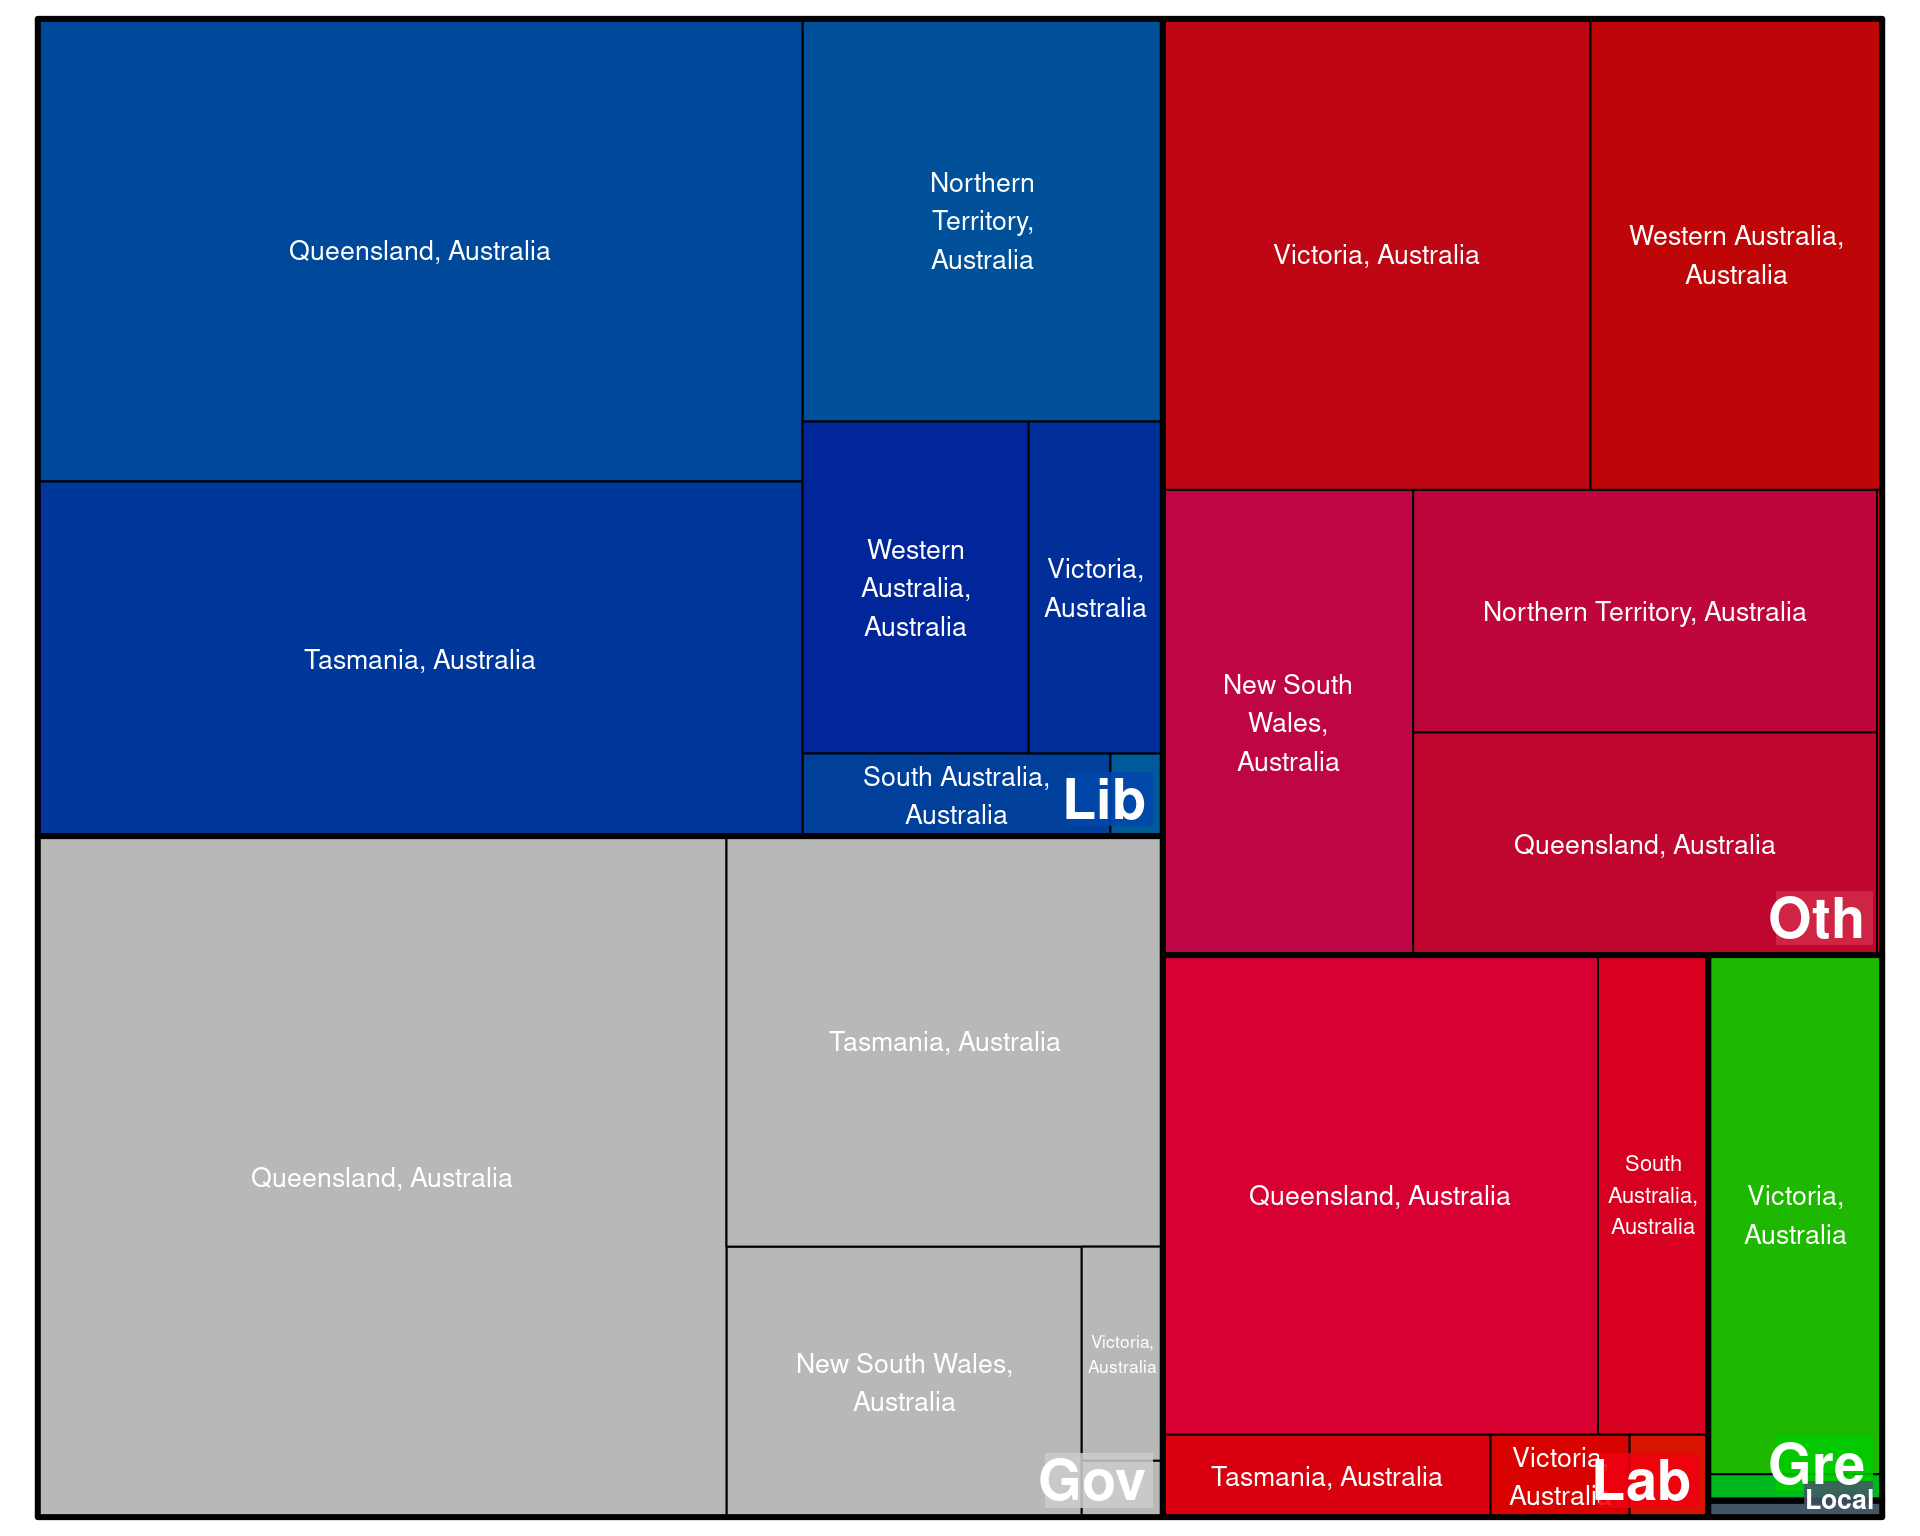 Queensland, Australia
Northern
Territory,
Australia
Tasmania, Australia
Western
Australia,
Australia
Victoria,
Australia
South Australia,
Australia
Lib
Victoria, Australia
Western Australia,
Australia
New South
Wales,
Australia
Northern Territory, Australia
Queensland, Australia
Oth
Queensland, Australia
Tasmania, Australia
New South Wales,
Australia
Victoria,
Australia
Gov
Queensland, Australia
South
Australia,
Australia
Tasmania, Australia
Victoria,
Australia
Lab
Victoria,
Australia
Gre
Local